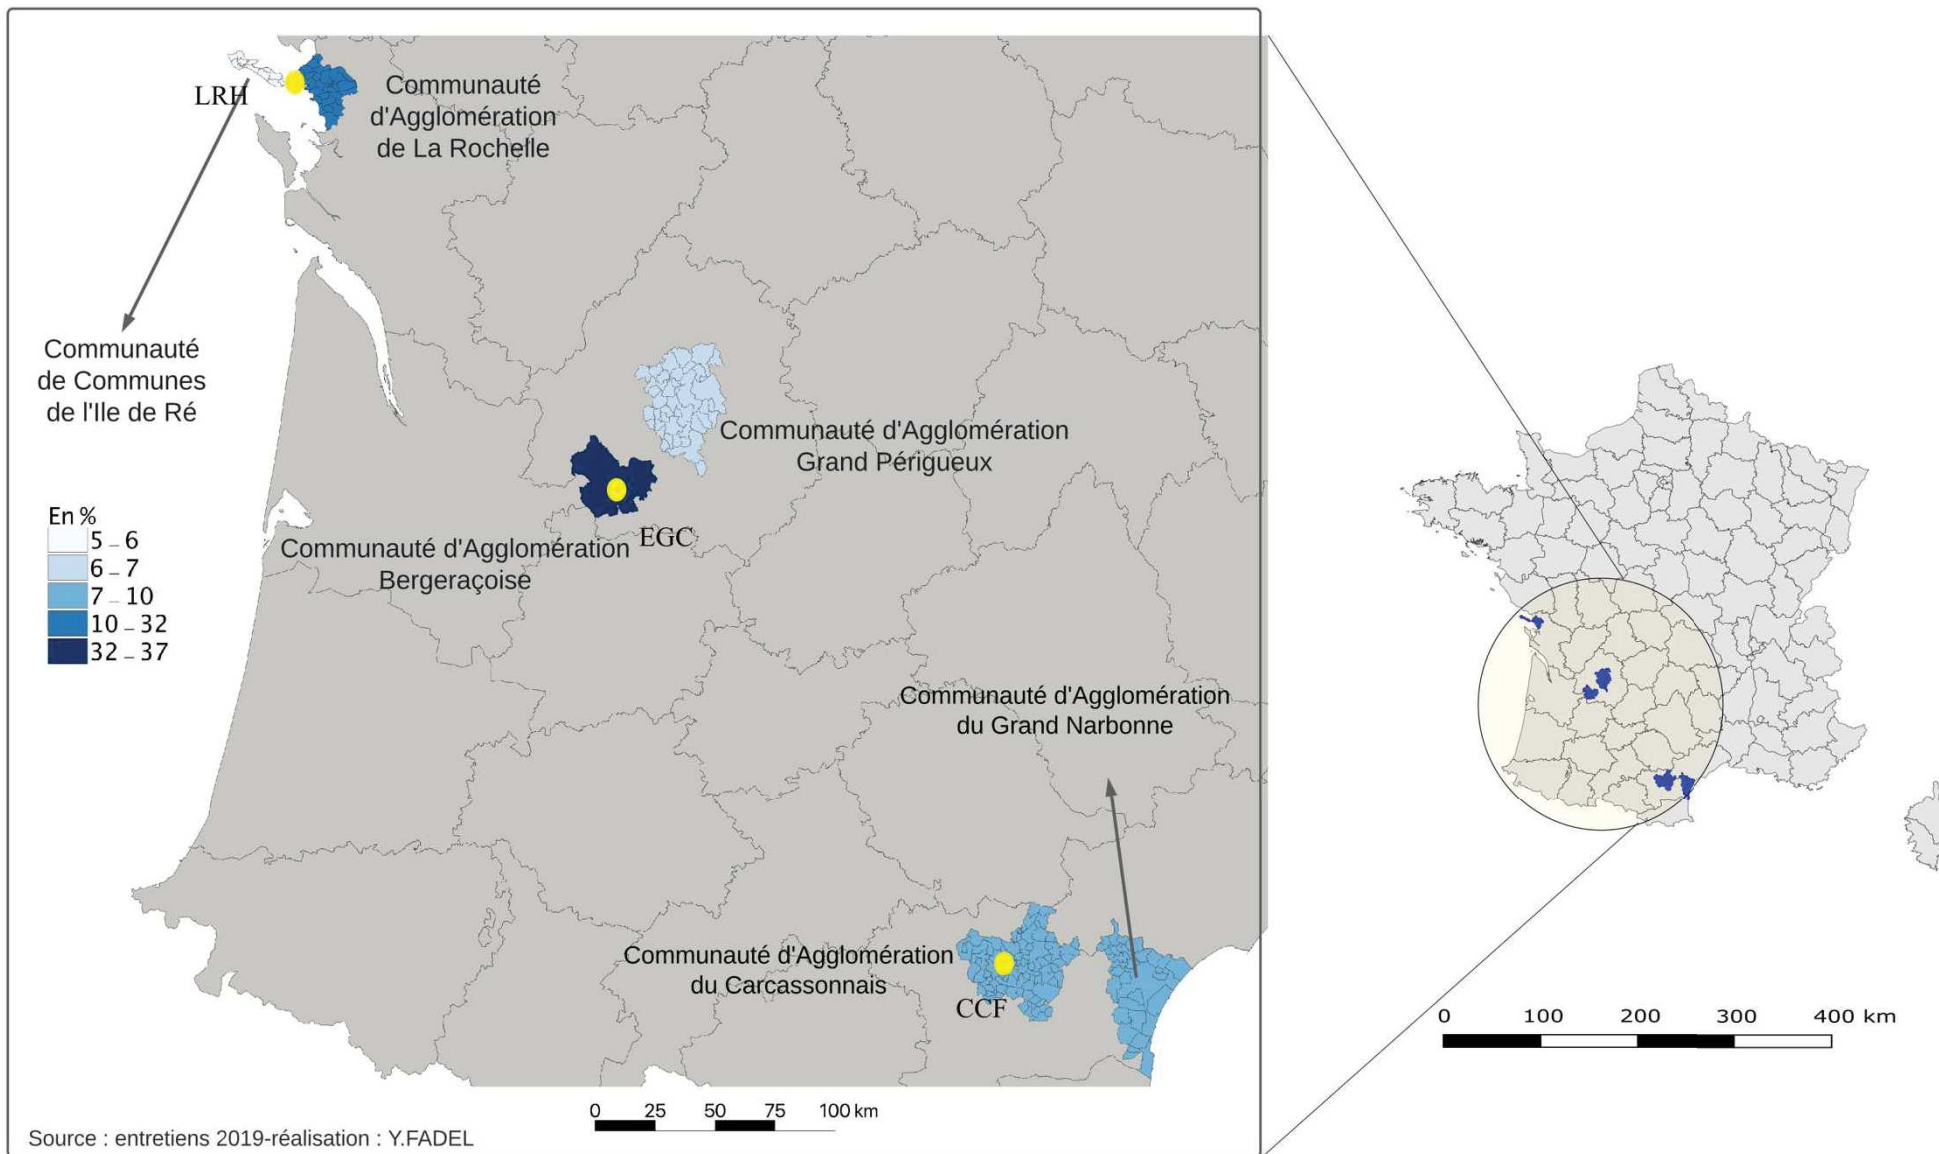 LRH
Communauté
d'Agglomération
de La Rochelle
Communauté
de Communes
de l'Ile de Ré
Communauté d'Agglomération
Grand Périgueux
En %
5 – 6
6 – 7
7 – 10
10 – 32
32 – 37
EGC
Communauté d'Agglomération
Bergeraçoise
Communauté d'Agglomération
du Grand Narbonne
Communauté d'Agglomération
du Carcassonnais
CCF
0 25 50 75 100 km
Source : entretiens 2019-réalisation : Y.FADEL
0 100 200 300 400 km